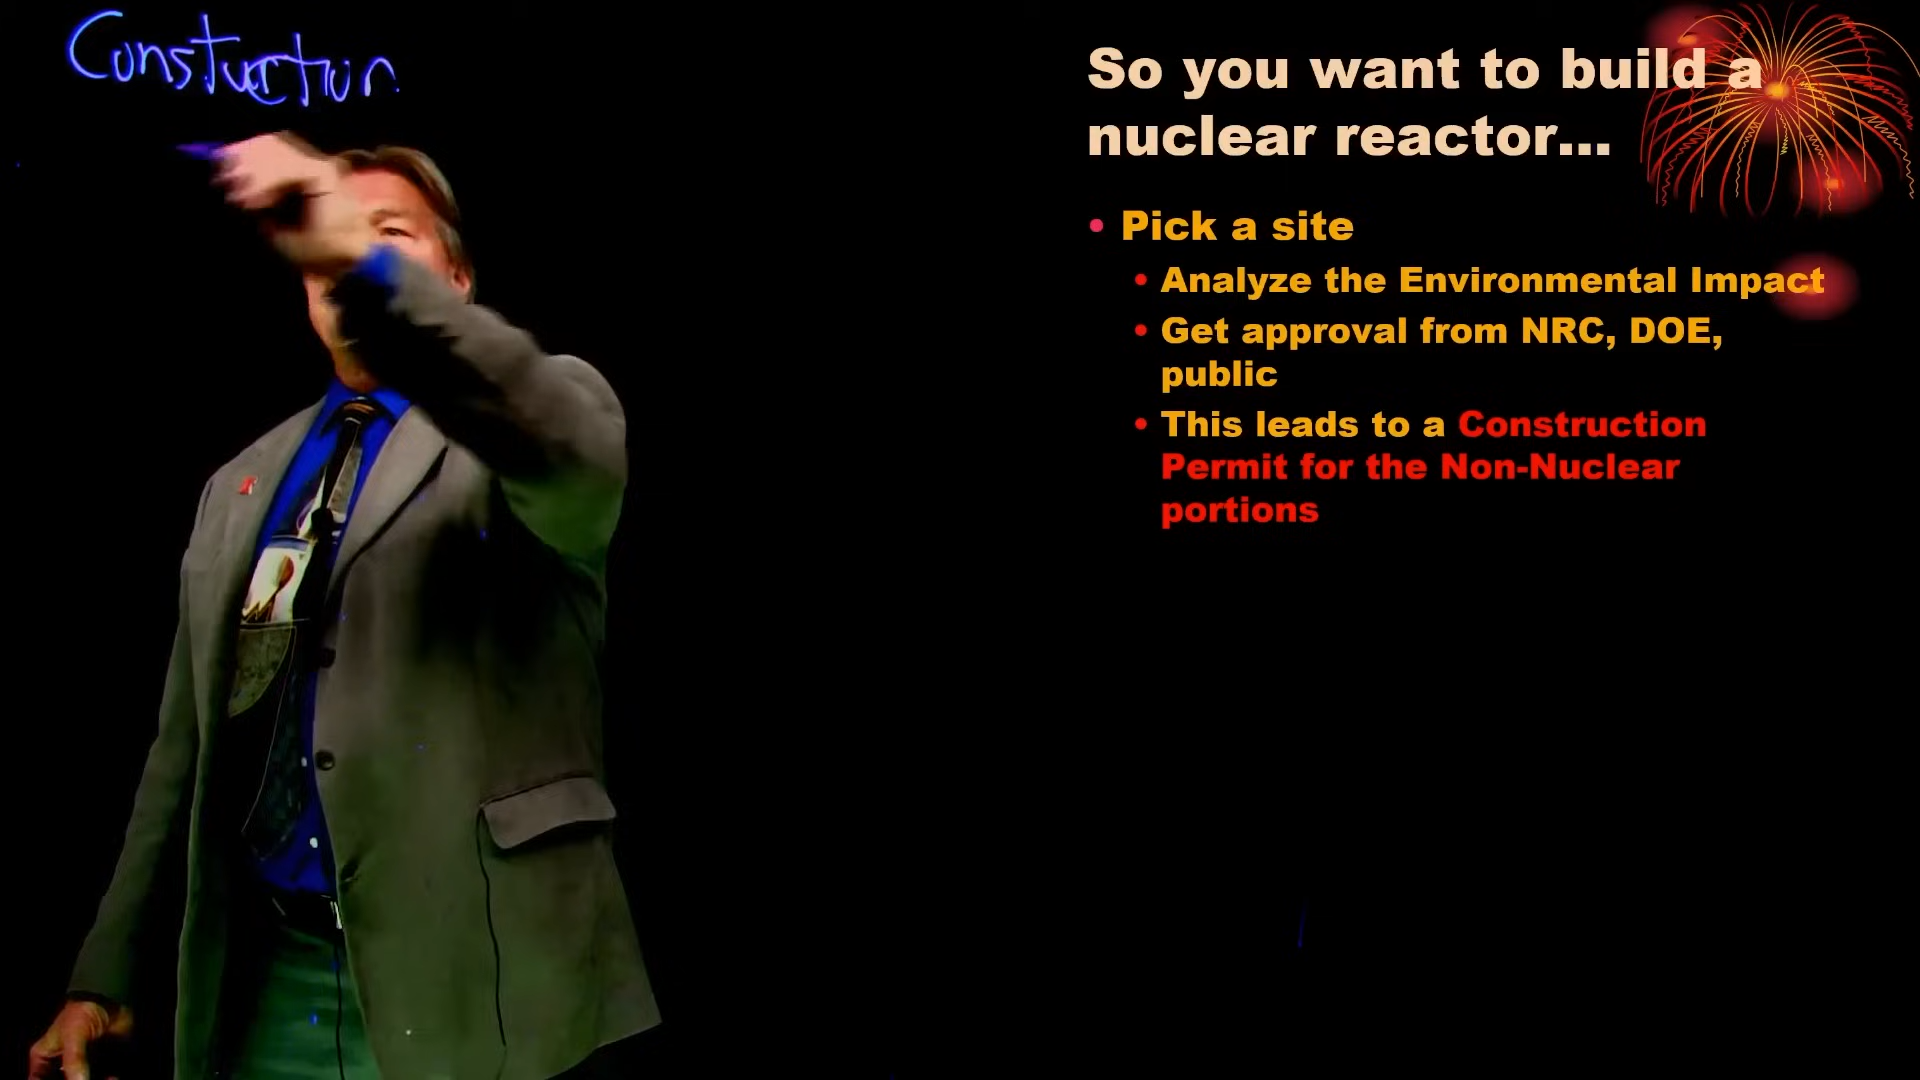 Constuction
So you want to build a
nuclear reactor...
• Pick a site
• Analyze the Environmental Impact
• Get approval from NRC, DOE,
public
• This leads to a Construction
Permit for the Non-Nuclear
portions